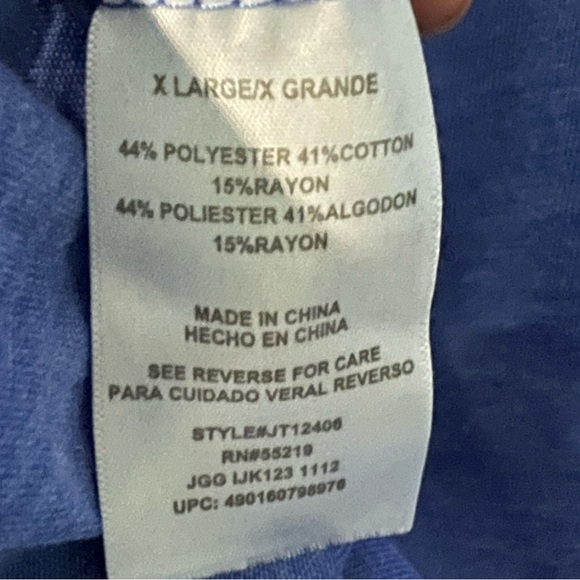 X LARGE/X GRANDE
44% POLYESTER 41%COTTON
15%RAYON
44% POLIESTER 41%ALGODON
15%RAYON
MADE IN CHINA
HECHO EN CHINA
SEE REVERSE FOR CARE
PARA CUIDADO VERAL REVERSO
STYLE#JT12406
RN#55219
JGG IJK123 1112
UPC: 490160798976